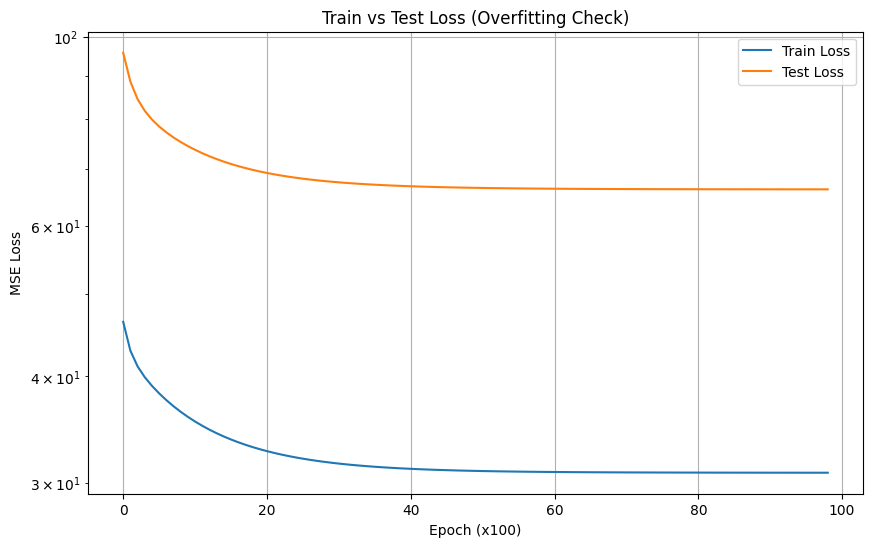 Train vs Test Loss (Overfitting Check)
Train Loss
Test Loss
MSE Loss
10²
6 × 10¹
4 × 10¹
3 × 10¹
0 20 40 60 80 100
Epoch (x100)